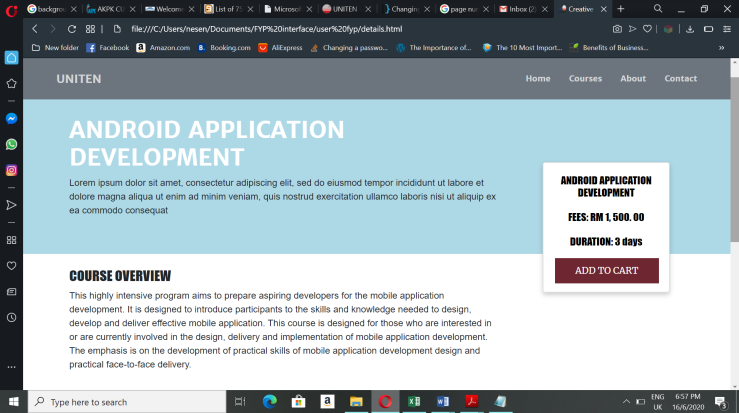 backgrou
AKPK CU
Welcome
List of 75
Microsof
UNITEN
Changing
page nu
Inbox (2)
Creative
file:///C:/Users/nesen/Documents/FYP%20interface/user%20fyp/details.html
New folder
Facebook
Amazon.com
Booking.com
AliExpress
Changing a passwo...
The Importance of...
The 10 Most Import...
Benefits of Business...
UNITEN
Home Courses About Contact
ANDROID APPLICATION
DEVELOPMENT
Lorem ipsum dolor sit amet, consectetur adipiscing elit, sed do eiusmod tempor incididunt ut labore et
dolore magna aliqua ut enim ad minim veniam, quis nostrud exercitation ullamco laboris nisi ut aliquip ex
ea commodo consequat
ANDROID APPLICATION
DEVELOPMENT
FEES: RM 1, 500. 00
DURATION: 3 days
ADD TO CART
COURSE OVERVIEW
This highly intensive program aims to prepare aspiring developers for the mobile application
development. It is designed to introduce participants to the skills and knowledge needed to design,
develop and deliver effective mobile application. This course is designed for those who are interested in
or are currently involved in the design, delivery and implementation of mobile application development.
The emphasis is on the development of practical skills of mobile application development design and
practical face-to-face delivery.
Type here to search
ENG
UK
6:57 PM
16/6/2020
3